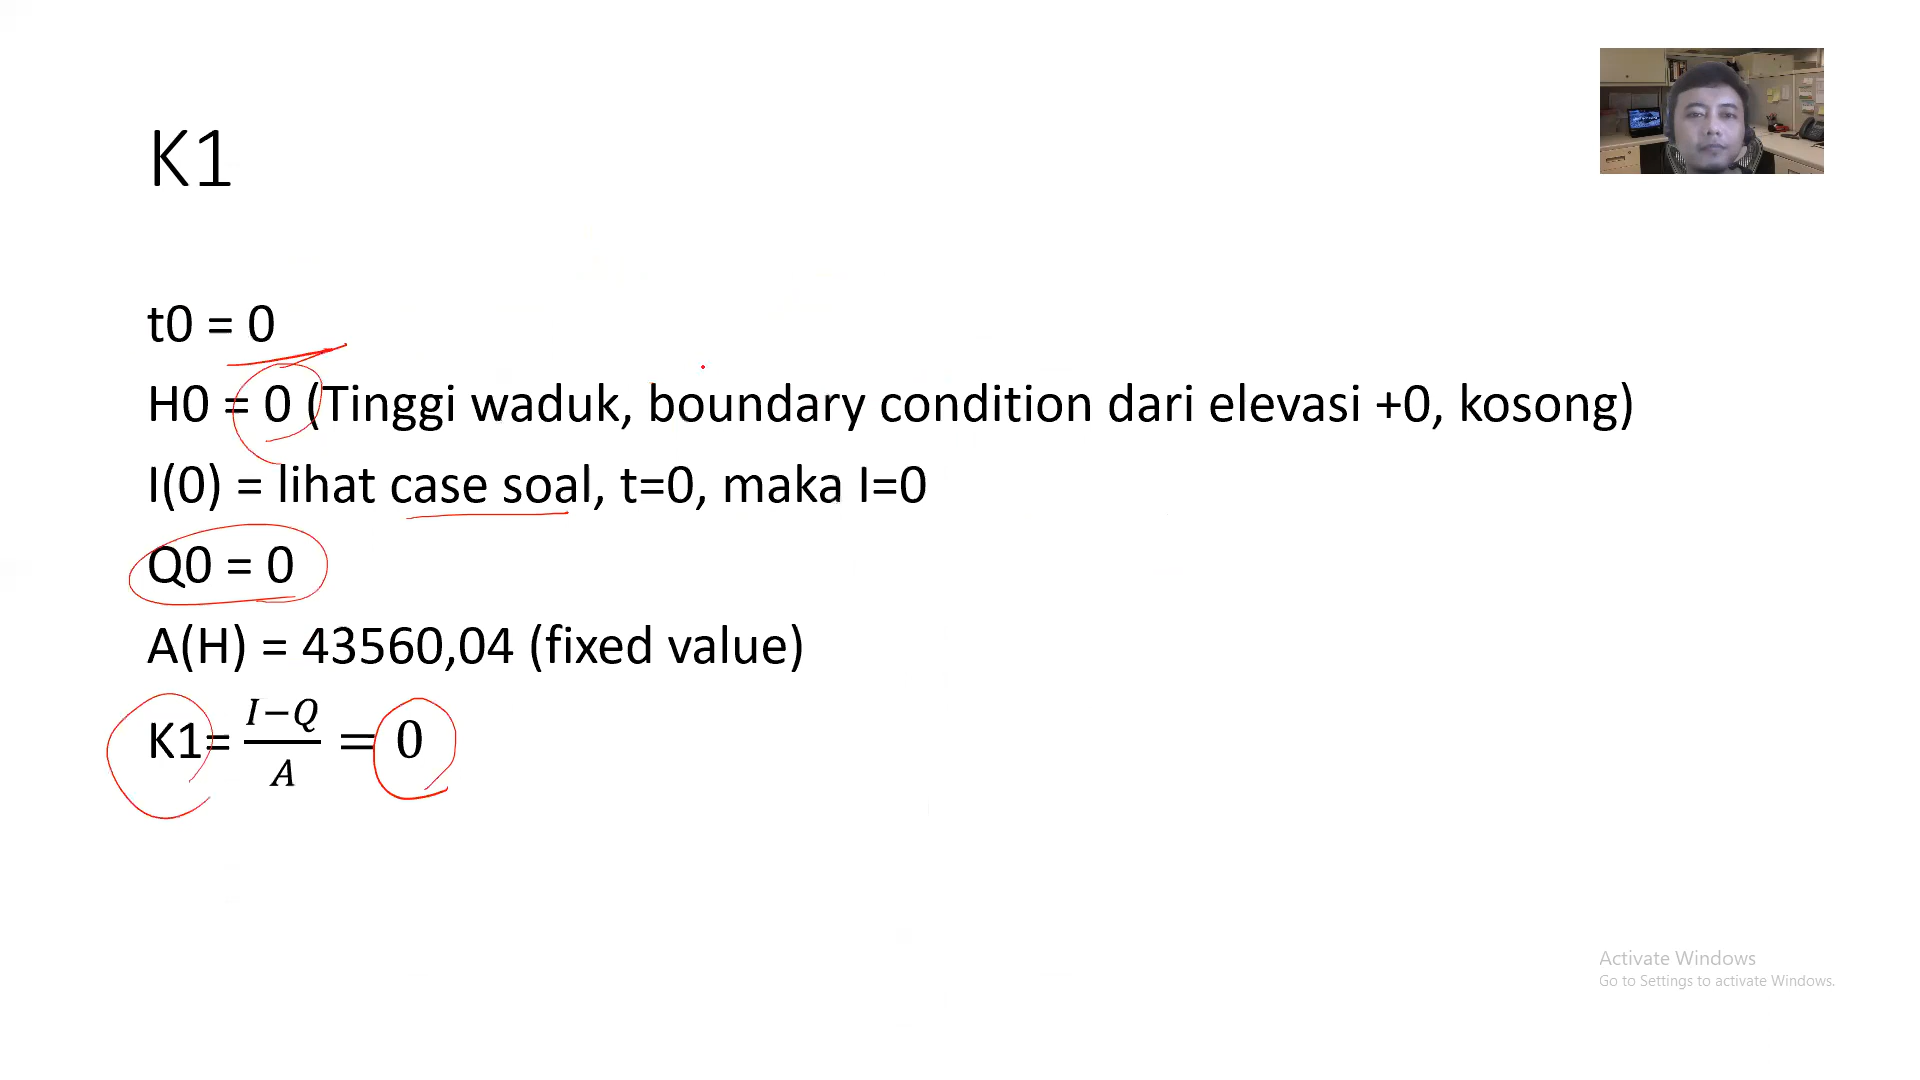 K1
t0 = 0
H0 = 0 (Tinggi waduk, boundary condition dari elevasi +0, kosong)
I(0) = lihat case soal, t=0, maka I=0
Q0 = 0
A(H) = 43560,04 (fixed value)
K1= \frac{I-Q}{A} = 0
Activate Windows
Go to Settings to activate Windows.